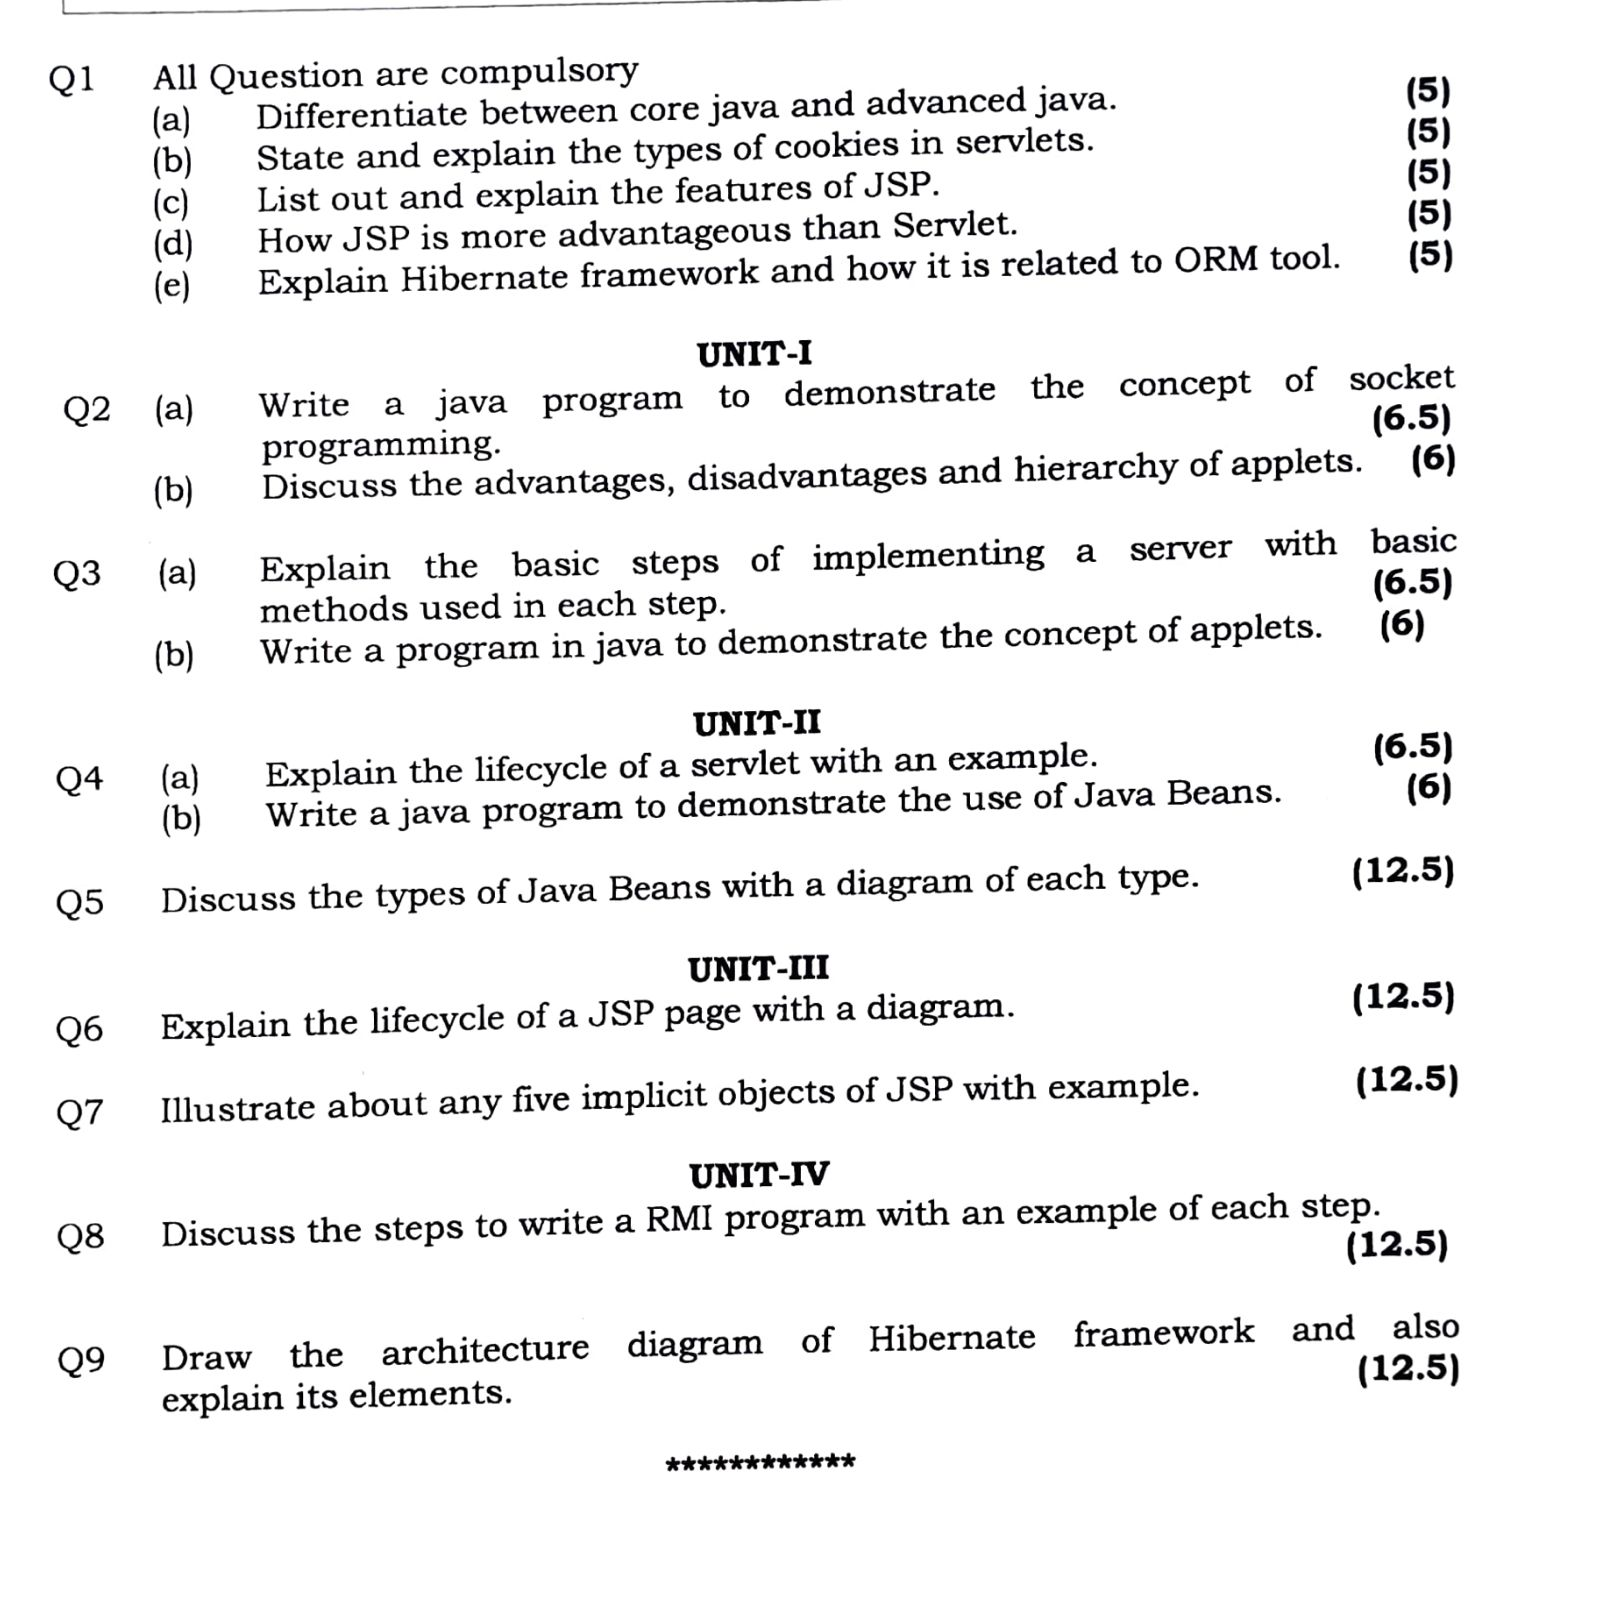 Q1 All Question are compulsory
(a) Differentiate between core java and advanced java. (5)
(b) State and explain the types of cookies in servlets. (5)
(c) List out and explain the features of JSP. (5)
(d) How JSP is more advantageous than Servlet. (5)
(e) Explain Hibernate framework and how it is related to ORM tool. (5)
UNIT-I
Q2 (a) Write a java program to demonstrate the concept of socket
programming. (6.5)
(b) Discuss the advantages, disadvantages and hierarchy of applets. (6)
Q3 (a) Explain the basic steps of implementing a server with basic
methods used in each step. (6.5)
(b) Write a program in java to demonstrate the concept of applets. (6)
UNIT-II
Q4 (a) Explain the lifecycle of a servlet with an example. (6.5)
(b) Write a java program to demonstrate the use of Java Beans. (6)
Q5 Discuss the types of Java Beans with a diagram of each type. (12.5)
UNIT-III
Q6 Explain the lifecycle of a JSP page with a diagram. (12.5)
Q7 Illustrate about any five implicit objects of JSP with example. (12.5)
UNIT-IV
Q8 Discuss the steps to write a RMI program with an example of each step.
(12.5)
Q9 Draw the architecture diagram of Hibernate framework and also
explain its elements. (12.5)
************